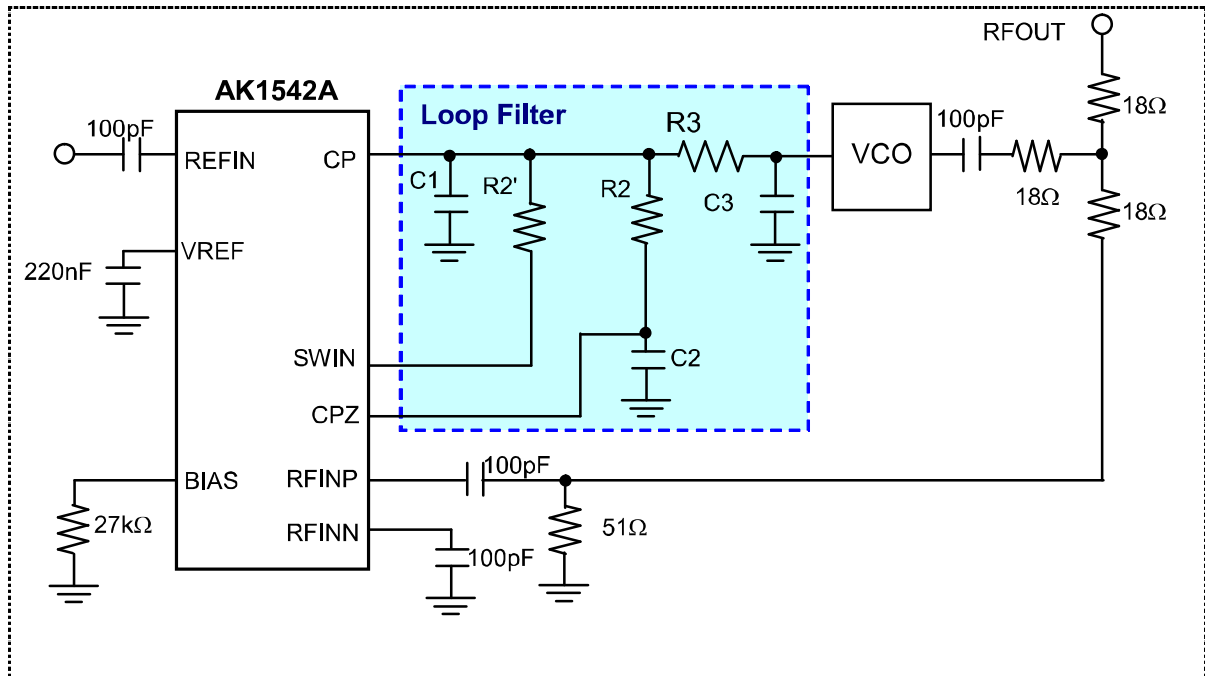 RFOUT
AK1542A
Loop Filter
18Ω
100pF
REFIN
CP
C1
R2'
R2
R3
C3
VCO
100pF
18Ω
18Ω
VREF
220nF
SWIN
C2
CPZ
BIAS
27kΩ
RFINP
100pF
51Ω
RFINN
100pF